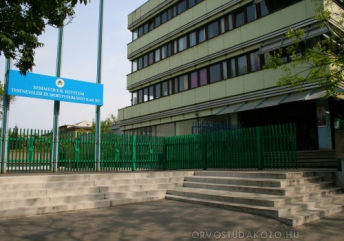 SEMMELWEIS EGYETEM
TESTNEVELÉSI ÉS SPORTTUDOMÁNYI KAR
ORVOSTUDAKOZO.HU